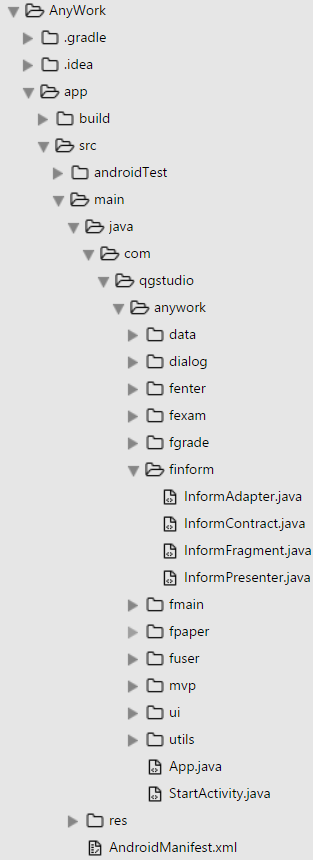 AnyWork
.gradle
.idea
app
build
src
androidTest
main
java
com
qgstudio
anywork
data
dialog
fenter
fexam
fgrade
finform
InformAdapter.java
InformContract.java
InformFragment.java
InformPresenter.java
fmain
fpaper
fuser
mvp
ui
utils
App.java
StartActivity.java
res
AndroidManifest.xml